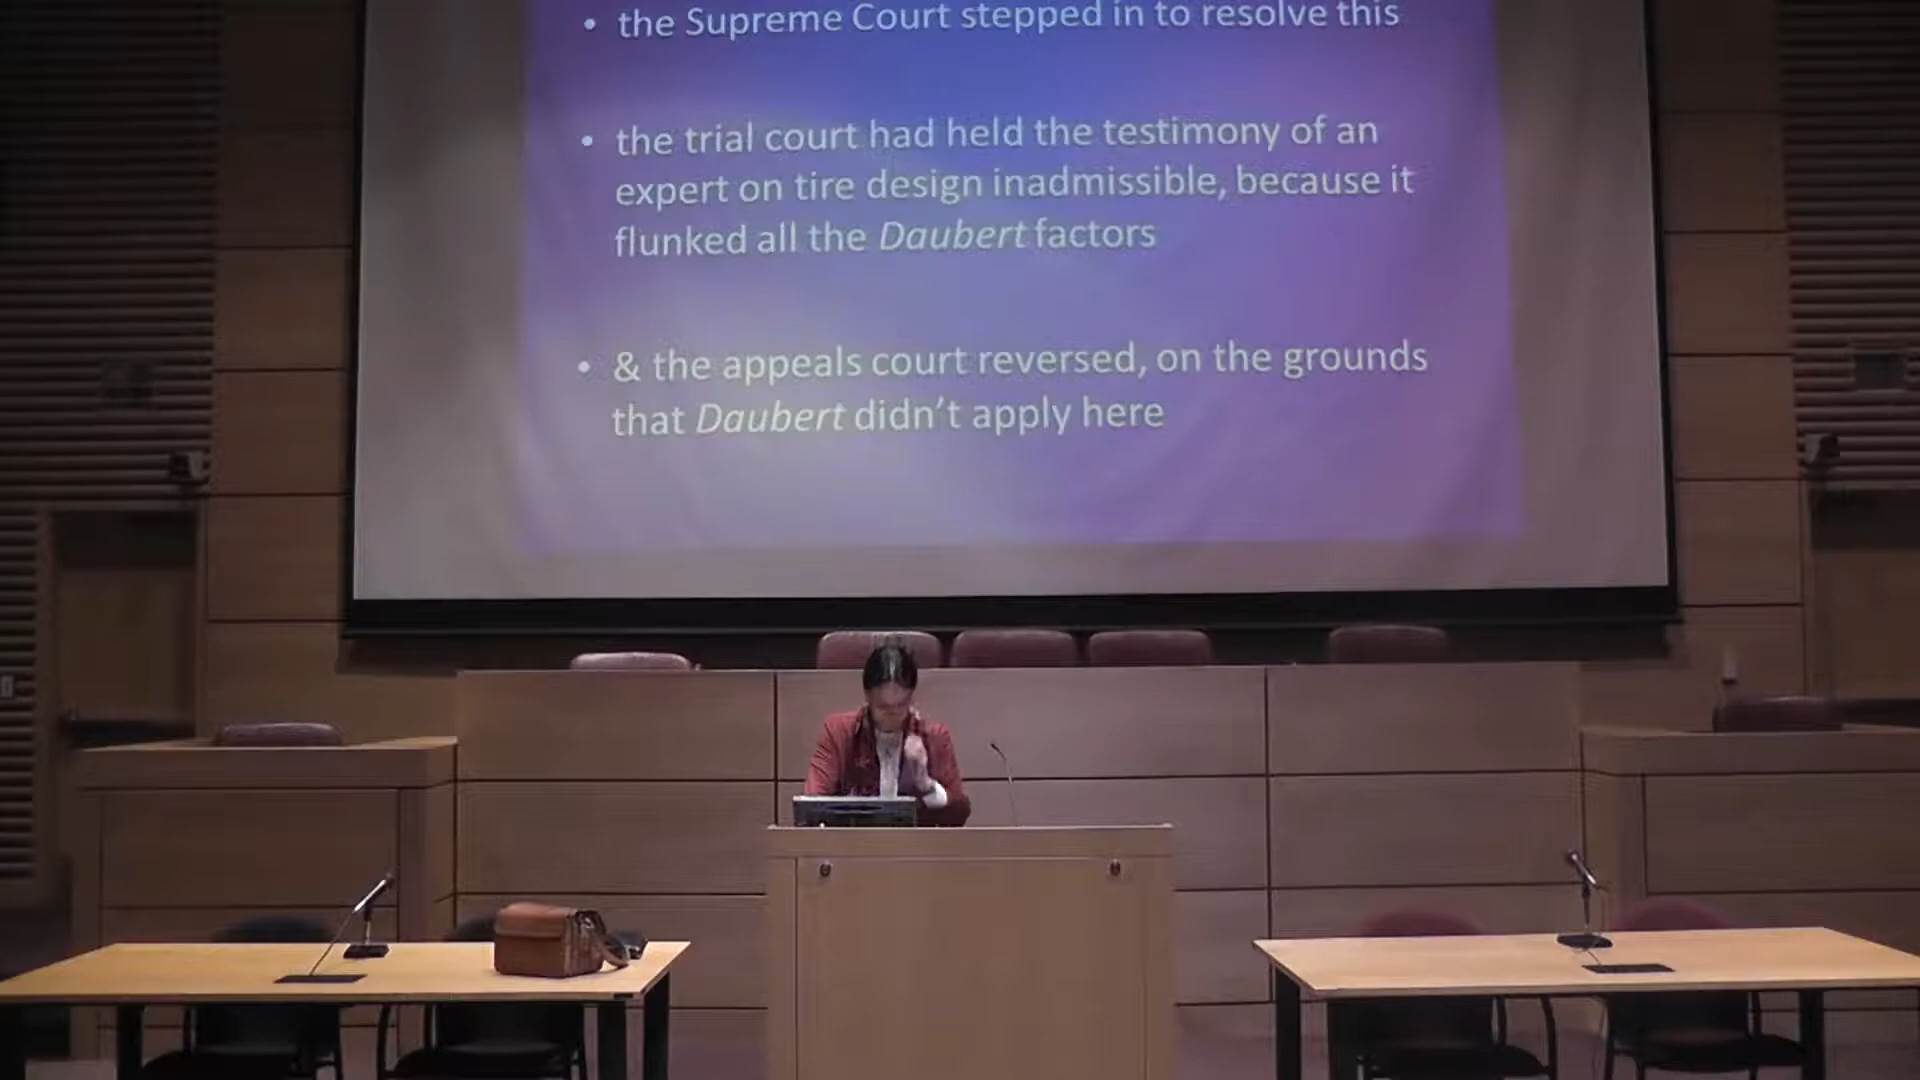 • the Supreme Court stepped in to resolve this
• the trial court had held the testimony of an
expert on tire design inadmissible, because it
flunked all the Daubert factors
• & the appeals court reversed, on the grounds
that Daubert didn’t apply here